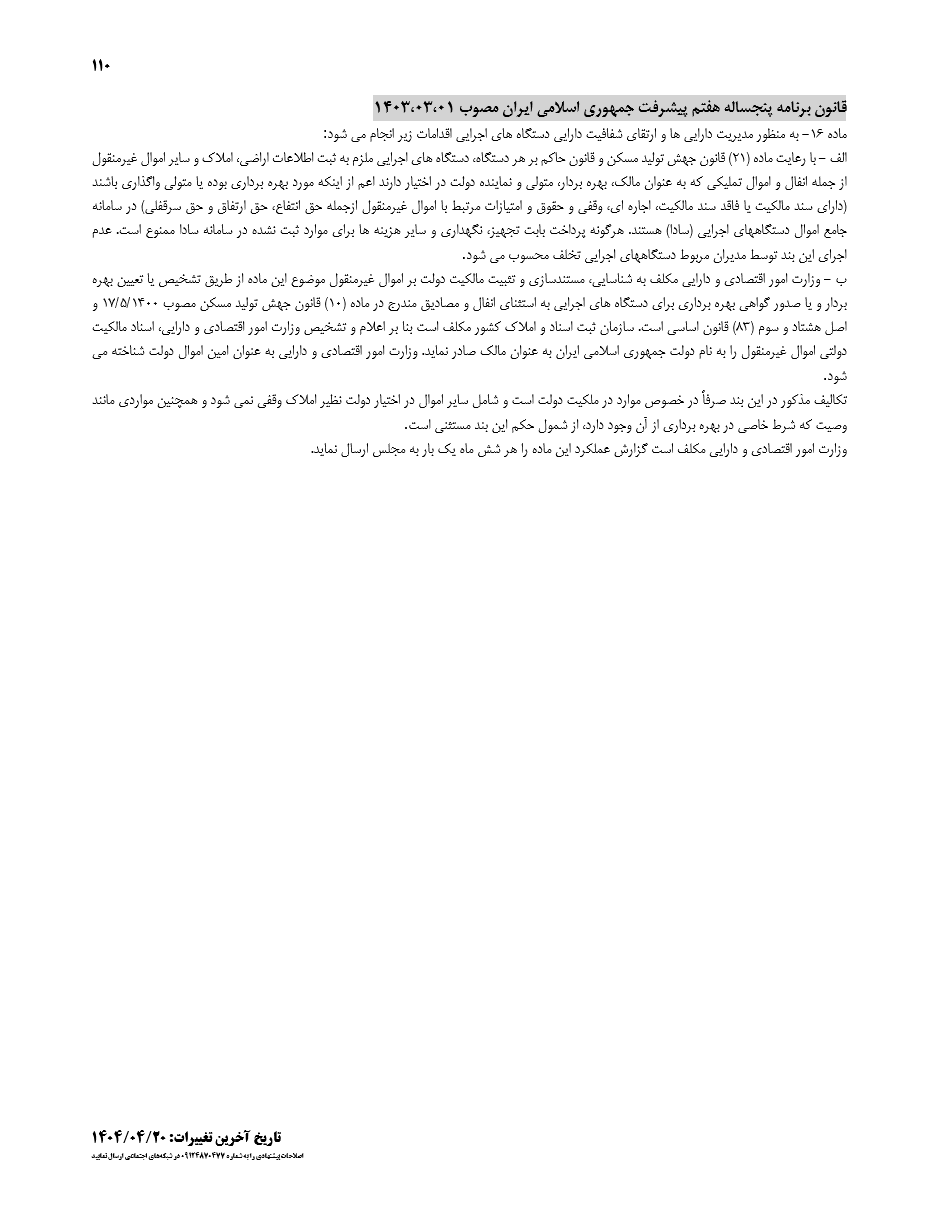 ۱۱۰
قانون برنامه پنجساله هفتم پیشرفت جمهوری اسلامی ایران مصوب ۱۴۰۳،۰۳،۰۱
ماده ۱۶- به منظور مدیریت دارایی ها و ارتقای شفافیت دارایی دستگاه های اجرایی اقدامات زیر انجام می شود:
الف - با رعایت ماده (۲۱) قانون جهش تولید مسکن و قانون حاکم بر هر دستگاه، دستگاه های اجرایی ملزم به ثبت اطلاعات اراضی، املاک و سایر اموال غیرمنقول
از جمله انفال و اموال تملیکی که به عنوان مالک، بهره بردار، متولی و نماینده دولت در اختیار دارند اعم از اینکه مورد بهره برداری بوده یا متولی واگذاری باشند
(دارای سند مالکیت یا فاقد سند مالکیت، اجاره ای، وقفی و حقوق و امتیازات مرتبط با اموال غیرمنقول ازجمله حق انتفاع، حق ارتفاق و حق سرقفلی) در سامانه
جامع اموال دستگاههای اجرایی (سادا) هستند. هرگونه پرداخت بابت تجهیز، نگهداری و سایر هزینه ها برای موارد ثبت نشده در سامانه سادا ممنوع است. عدم
اجرای این بند توسط مدیران مربوط دستگاههای اجرایی تخلف محسوب می شود.
ب - وزارت امور اقتصادی و دارایی مکلف به شناسایی، مستندسازی و تثبیت مالکیت دولت بر اموال غیرمنقول موضوع این ماده از طریق تشخیص یا تعیین بهره
بردار و یا صدور گواهی بهره برداری برای دستگاه های اجرایی به استثنای انفال و مصادیق مندرج در ماده (۱۰) قانون جهش تولید مسکن مصوب ۱۷/۵/۱۴۰۰ و
اصل هشتاد و سوم (۸۳) قانون اساسی است. سازمان ثبت اسناد و املاک کشور مکلف است بنا بر اعلام و تشخیص وزارت امور اقتصادی و دارایی، اسناد مالکیت
دولتی اموال غیرمنقول را به نام دولت جمهوری اسلامی ایران به عنوان مالک صادر نماید. وزارت امور اقتصادی و دارایی به عنوان امین اموال دولت شناخته می
شود.
تکالیف مذکور در این بند صرفاً در خصوص موارد در ملکیت دولت است و شامل سایر اموال در اختیار دولت نظیر املاک وقفی نمی شود و همچنین مواردی مانند
وصیت که شرط خاصی در بهره برداری از آن وجود دارد، از شمول حکم این بند مستثنی است.
وزارت امور اقتصادی و دارایی مکلف است گزارش عملکرد این ماده را هر شش ماه یک بار به مجلس ارسال نماید.
تاریخ آخرین تغییرات: ۱۴۰۴/۰۴/۲۰
اصلاحات پیشنهادی را به شماره ۰۹۱۲۴۸۷۰۴۷۷ در شبکه‌های اجتماعی ارسال نمایید